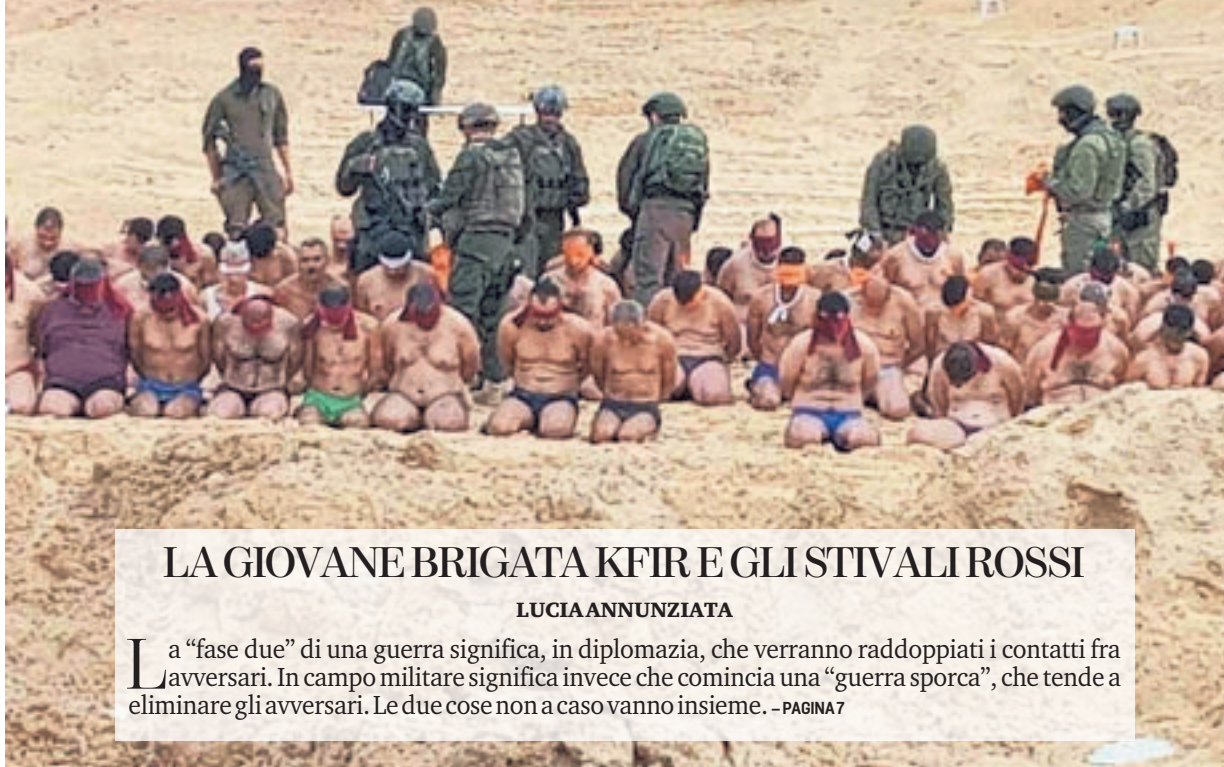 LA GIOVANE BRIGATA KFIR E GLI STIVALI ROSSI
LUCIA ANNUNZIATA
La “fase due” di una guerra significa, in diplomazia, che verranno raddoppiati i contatti fra
avversari. In campo militare significa invece che comincia una “guerra sporca”, che tende a
eliminare gli avversari. Le due cose non a caso vanno insieme. – PAGINA 7